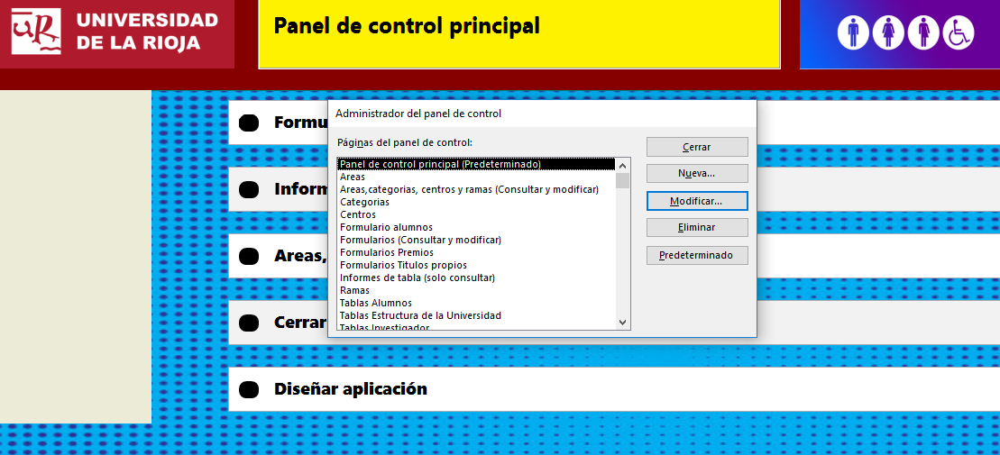 UNIVERSIDAD
DE LA RIOJA
Panel de control principal
Administrador del panel de control
Páginas del panel de control:
Panel de control principal (Predeterminado)
Areas
Areas,categorias, centros y ramas (Consultar y modificar)
Categorias
Centros
Formulario alumnos
Formularios (Consultar y modificar)
Formularios Premios
Formularios Titulos propios
Informes de tabla (solo consultar)
Ramas
Tablas Alumnos
Tablas Estructura de la Universidad
Tablas Investigador
Cerrar
Nueva...
Modificar...
Eliminar
Predeterminado
Formu
Inform
Areas,
Cerrar
Diseñar aplicación